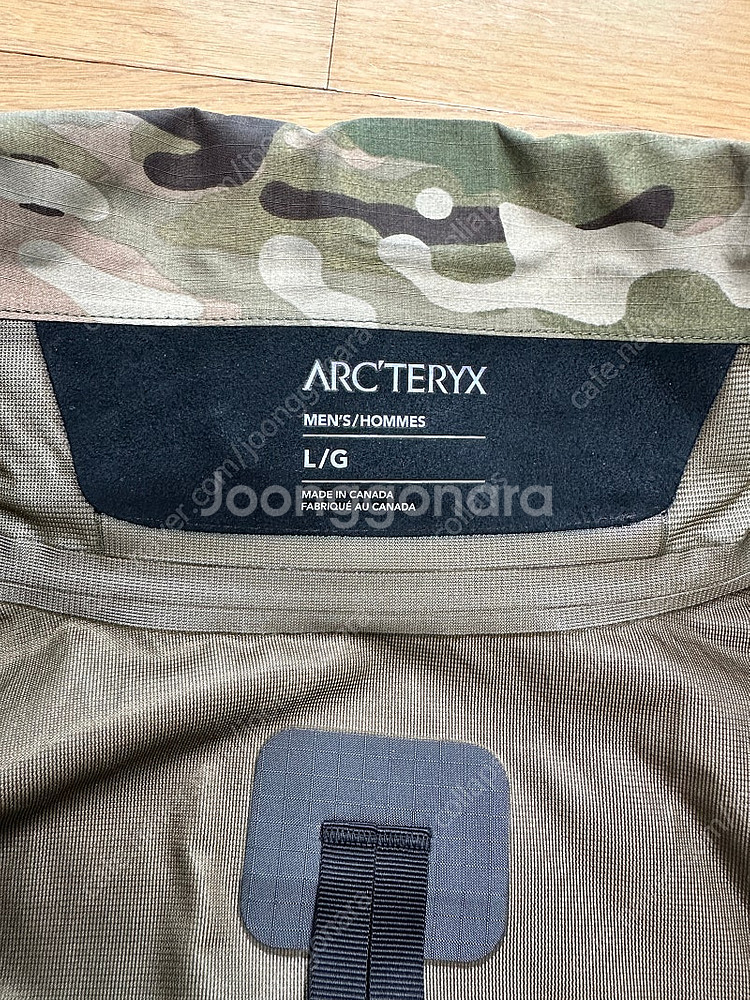 ARC'TERYX
MEN'S/HOMMES
L/G
MADE IN CANADA
FABRIQUÉ AU CANADA
Joonggonara